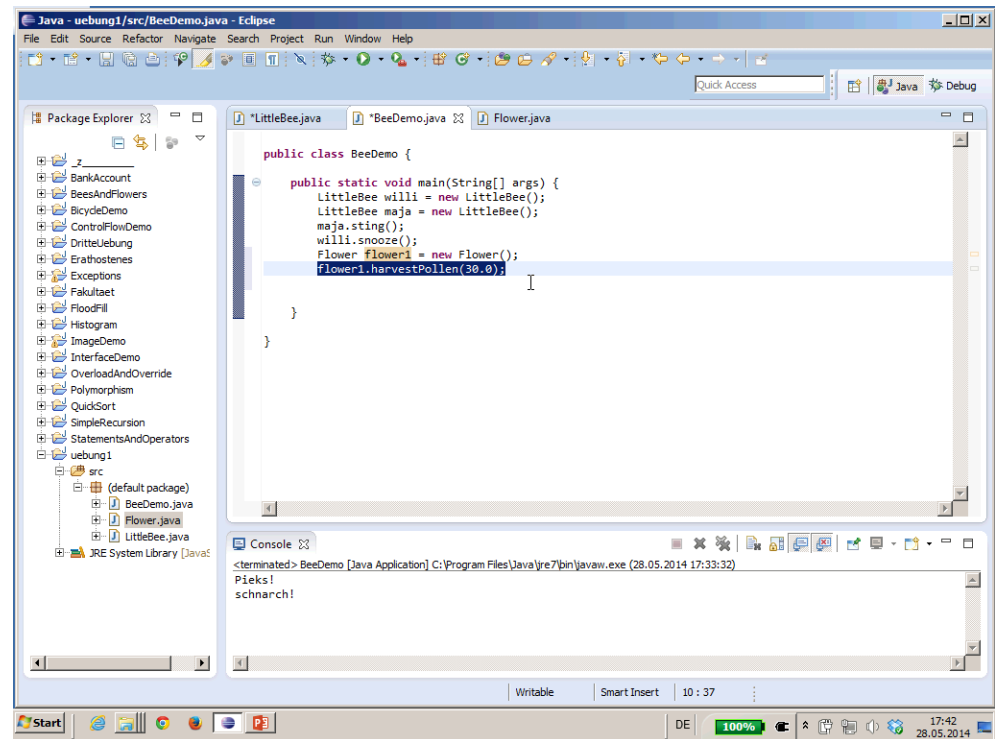 Java - uebung1/src/BeeDemo.java - Eclipse
File Edit Source Refactor Navigate Search Project Run Window Help
Quick Access
Java
Debug
Package Explorer
_z________
BankAccount
BeesAndFlowers
BicycleDemo
ControlFlowDemo
DritteUebung
Erathostenes
Exceptions
Fakultaet
FloodFill
Histogram
ImageDemo
InterfaceDemo
OverloadAndOverride
Polymorphism
QuickSort
SimpleRecursion
StatementsAndOperators
uebung1
src
(default package)
BeeDemo.java
Flower.java
LittleBee.java
JRE System Library [JavaS
*LittleBee.java *BeeDemo.java Flower.java
public class BeeDemo {
public static void main(String[] args) {
LittleBee willi = new LittleBee();
LittleBee maja = new LittleBee();
maja.sting();
willi.snooze();
Flower flower1 = new Flower();
flower1.harvestPollen(30.0);
}
}
Console
<terminated> BeeDemo [Java Application] C:\Program Files\Java\jre7\bin\javaw.exe (28.05.2014 17:33:32)
Pieks!
schnarch!
Writable Smart Insert 10 : 37
Start
DE 100% 17:42
28.05.2014